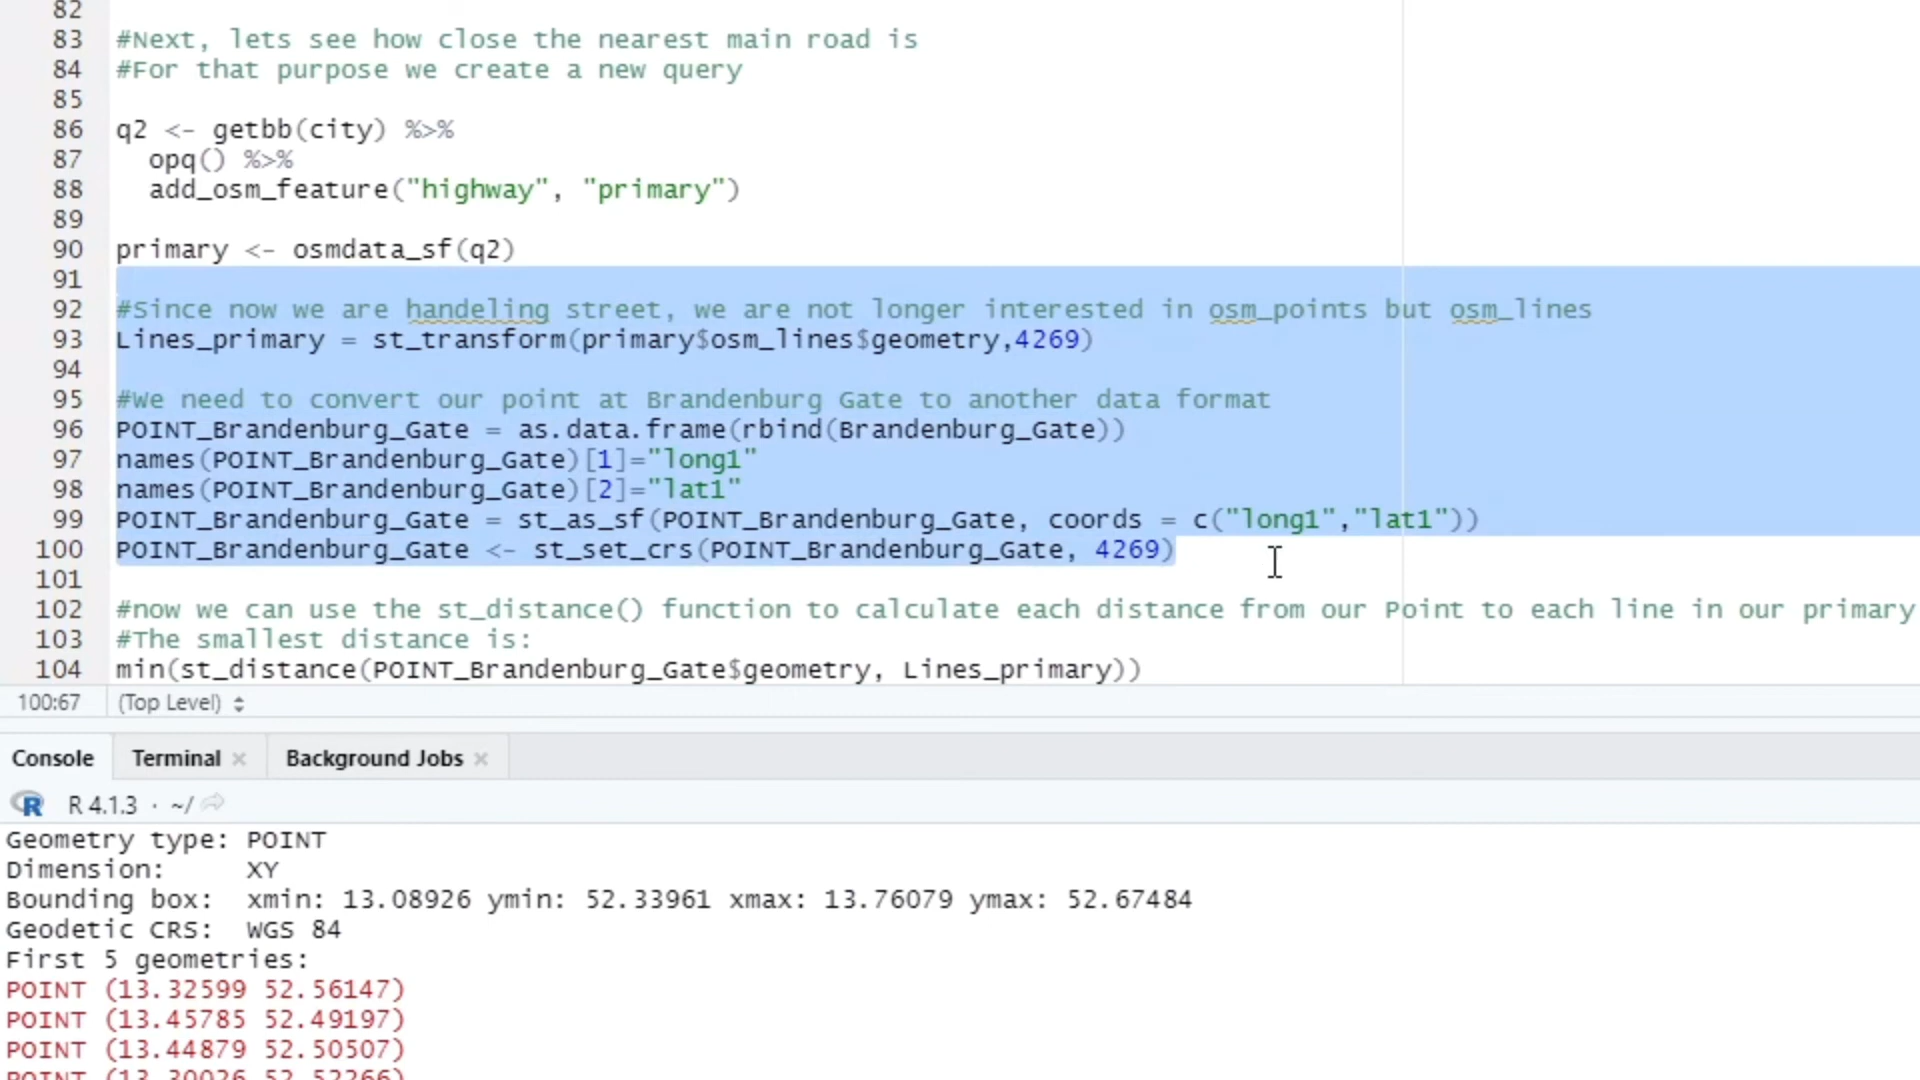 82
83 #Next, lets see how close the nearest main road is
84 #For that purpose we create a new query
85
86 q2 <- getbb(city) %>%
87   opq() %>%
88   add_osm_feature("highway", "primary")
89
90 primary <- osmdata_sf(q2)
91
92 #Since now we are handeling street, we are not longer interested in osm_points but osm_lines
93 Lines_primary = st_transform(primary$osm_lines$geometry,4269)
94
95 #We need to convert our point at Brandenburg Gate to another data format
96 POINT_Brandenburg_Gate = as.data.frame(rbind(Brandenburg_Gate))
97 names(POINT_Brandenburg_Gate)[1]="long1"
98 names(POINT_Brandenburg_Gate)[2]="lat1"
99 POINT_Brandenburg_Gate = st_as_sf(POINT_Brandenburg_Gate, coords = c("long1","lat1"))
100 POINT_Brandenburg_Gate <- st_set_crs(POINT_Brandenburg_Gate, 4269)
101
102 #now we can use the st_distance() function to calculate each distance from our Point to each line in our primary
103 #The smallest distance is:
104 min(st_distance(POINT_Brandenburg_Gate$geometry, Lines_primary))
100:67 (Top Level)
Console Terminal Background Jobs
R R 4.1.3 · ~/
Geometry type: POINT
Dimension:     XY
Bounding box:  xmin: 13.08926 ymin: 52.33961 xmax: 13.76079 ymax: 52.67484
Geodetic CRS:  WGS 84
First 5 geometries:
POINT (13.32599 52.56147)
POINT (13.45785 52.49197)
POINT (13.44879 52.50507)
POINT (13.30026 52.52266)